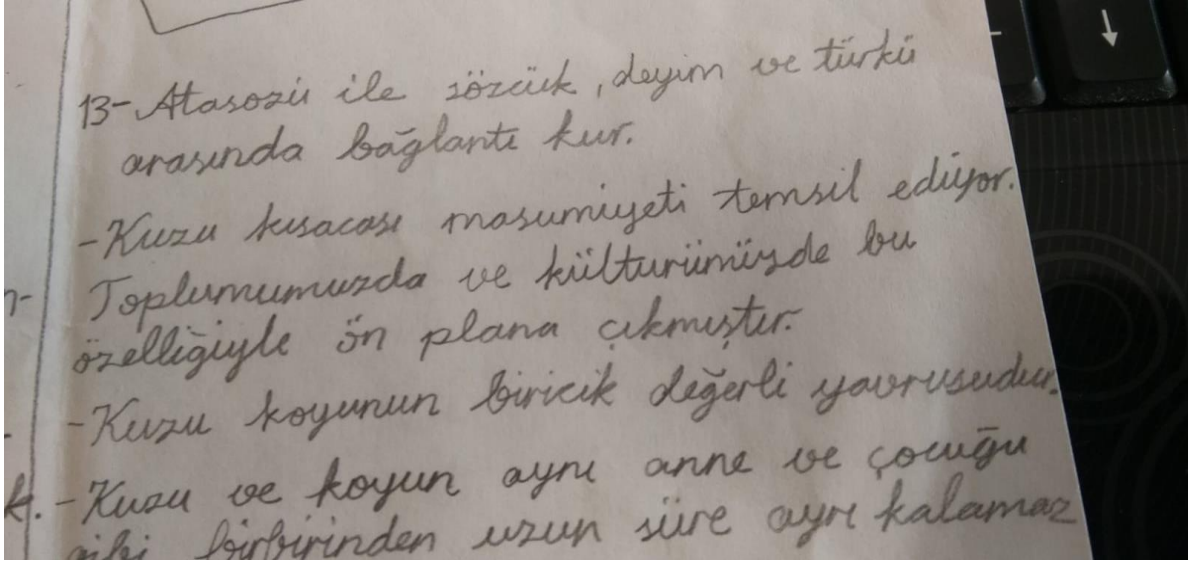 13- Atasozü ile sözcük, deyim ve türkü
arasında bağlantı kur.
- Kuzu kısacası masumiyeti temsil ediyor.
Toplumumuzda ve kültürümüzde bu
özelliğiyle ön plana çıkmıştır.
- Kuzu koyunun biricik değerli yavrusudur.
- Kuzu ve koyun aynı anne ve çocuğu
gibi birbirinden uzun süre ayrı kalamaz